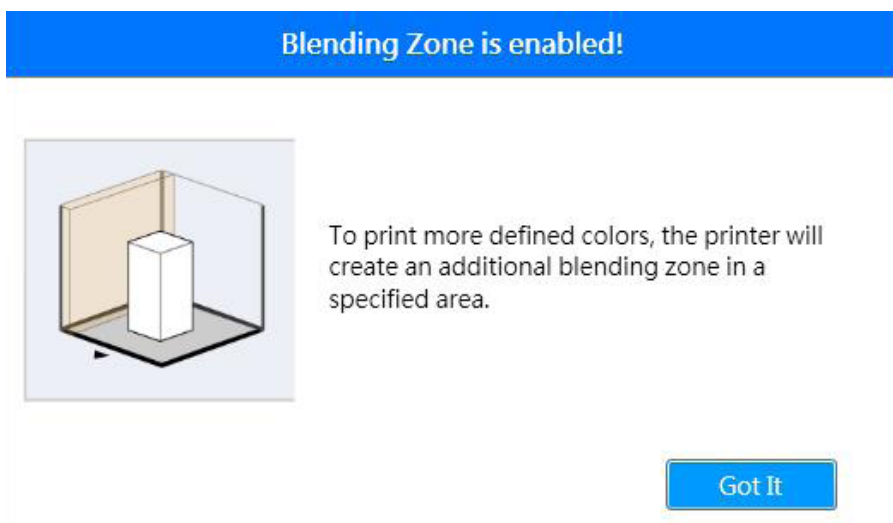 Blending Zone is enabled!
To print more defined colors, the printer will
create an additional blending zone in a
specified area.
Got It